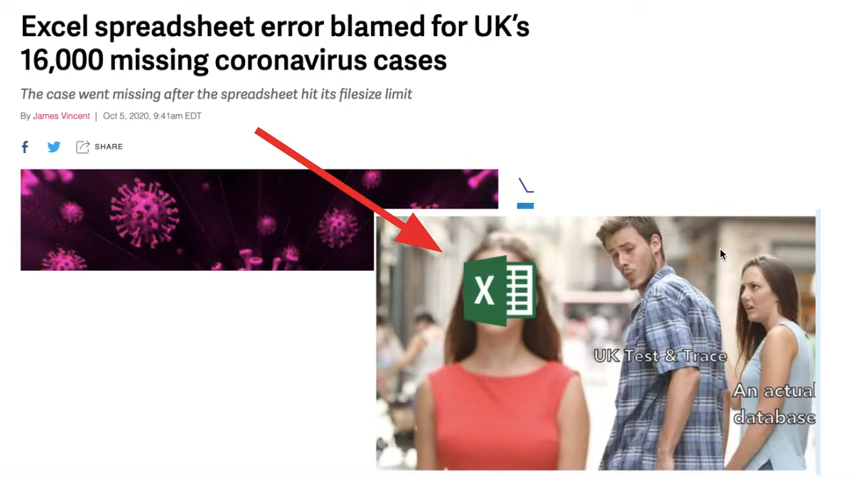 Excel spreadsheet error blamed for UK's
16,000 missing coronavirus cases
The case went missing after the spreadsheet hit its filesize limit
By James Vincent | Oct 5, 2020, 9:41am EDT
SHARE
X
UK Test & Trace
An actual
database